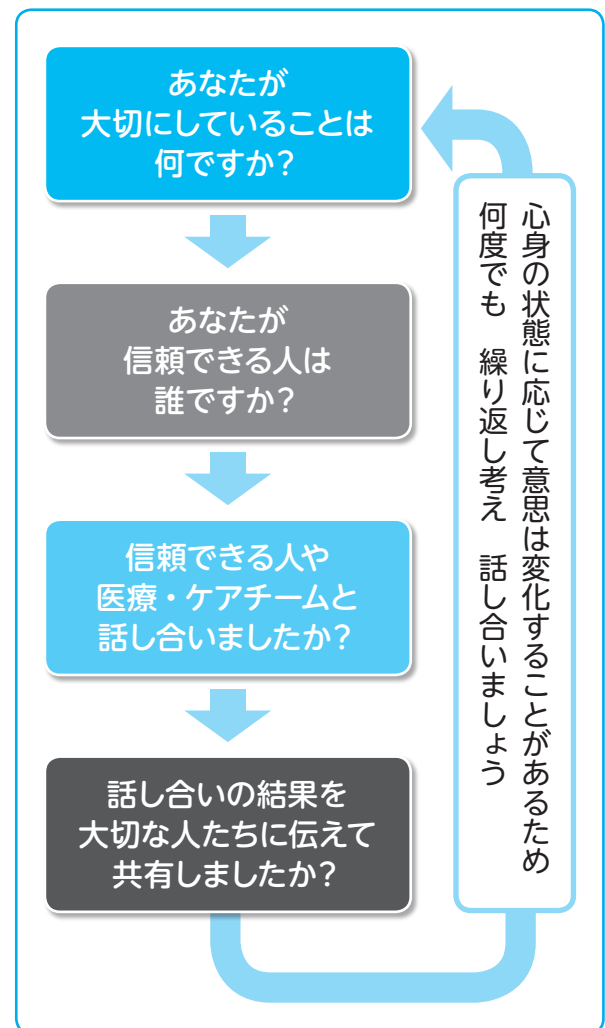 あなたが
大切にしていることは
何ですか？
あなたが
信頼できる人は
誰ですか？
信頼できる人や
医療・ケアチームと
話し合いましたか？
話し合いの結果を
大切な人たちに伝えて
共有しましたか？
心身の状態に応じて意思は変化することがあるため
何度でも　繰り返し考え　話し合いましょう